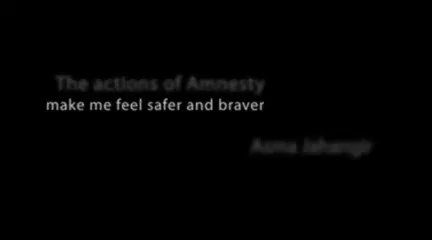 The actions of Amnesty
make me feel safer and braver
Asma Jahangir